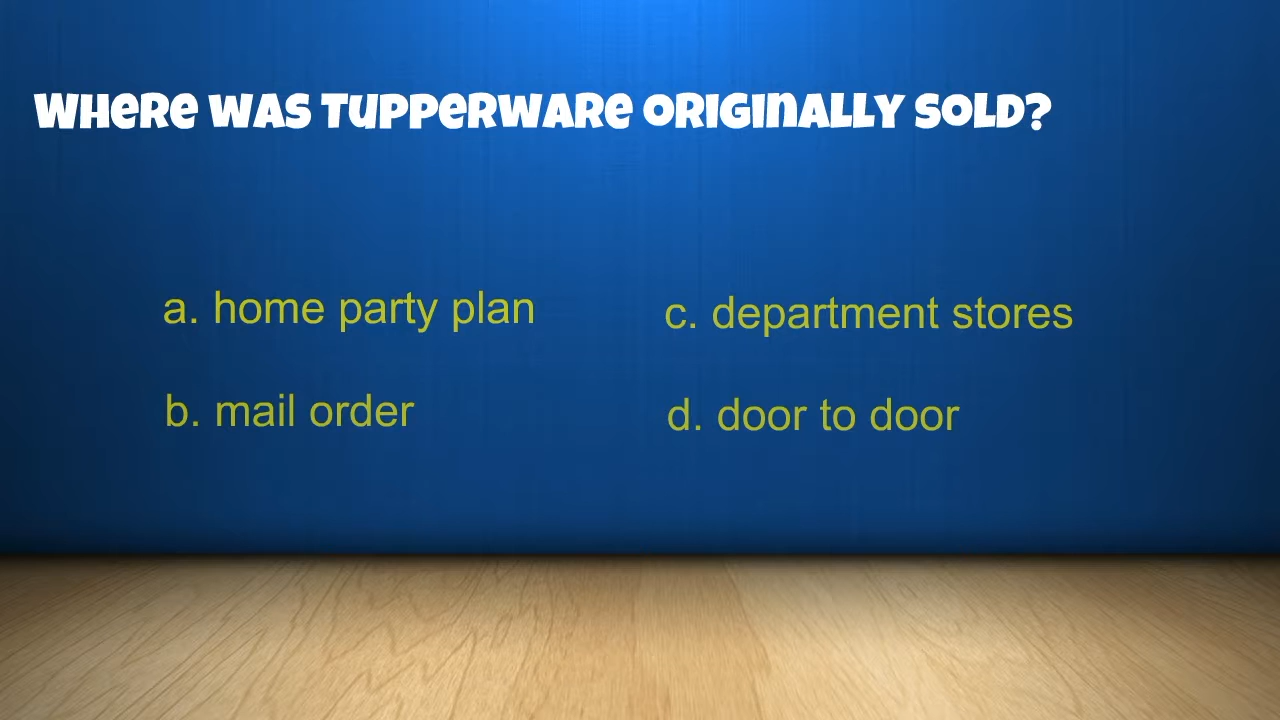 Where was Tupperware originally sold?
a. home party plan
c. department stores
b. mail order
d. door to door